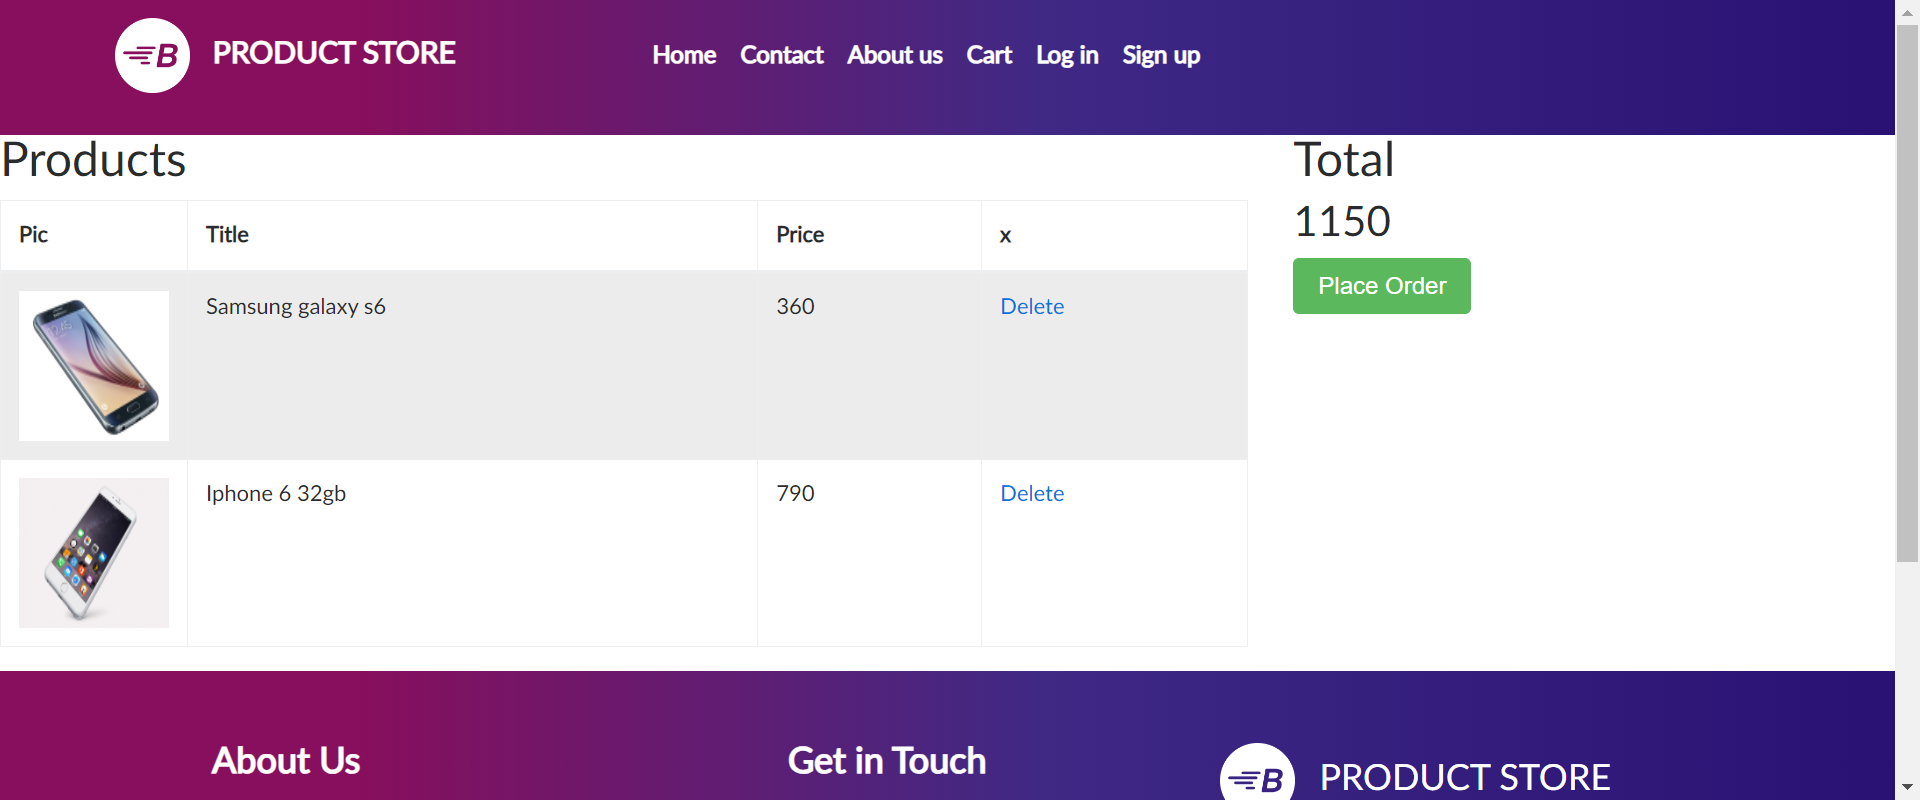 B PRODUCT STORE
Home Contact About us Cart Log in Sign up
Products
Pic Title Price x
Samsung galaxy s6 360 Delete
Iphone 6 32gb 790 Delete
Total
1150
Place Order
About Us
Get in Touch
B PRODUCT STORE